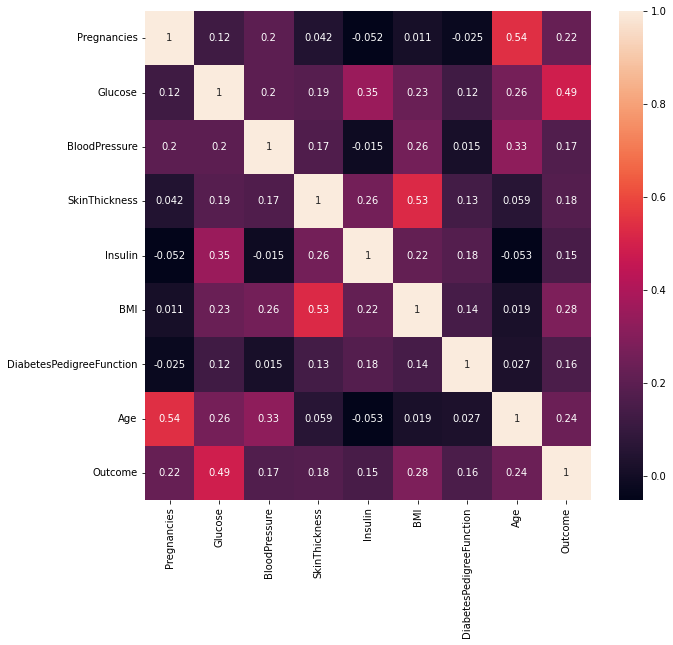 Pregnancies 1 0.12 0.2 0.042 -0.052 0.011 -0.025 0.54 0.22
Glucose 0.12 1 0.2 0.19 0.35 0.23 0.12 0.26 0.49
BloodPressure 0.2 0.2 1 0.17 -0.015 0.26 0.015 0.33 0.17
SkinThickness 0.042 0.19 0.17 1 0.26 0.53 0.13 0.059 0.18
Insulin -0.052 0.35 -0.015 0.26 1 0.22 0.18 -0.053 0.15
BMI 0.011 0.23 0.26 0.53 0.22 1 0.14 0.019 0.28
DiabetesPedigreeFunction -0.025 0.12 0.015 0.13 0.18 0.14 1 0.027 0.16
Age 0.54 0.26 0.33 0.059 -0.053 0.019 0.027 1 0.24
Outcome 0.22 0.49 0.17 0.18 0.15 0.28 0.16 0.24 1
Pregnancies
Glucose
BloodPressure
SkinThickness
Insulin
BMI
DiabetesPedigreeFunction
Age
Outcome
1.0
0.8
0.6
0.4
0.2
0.0